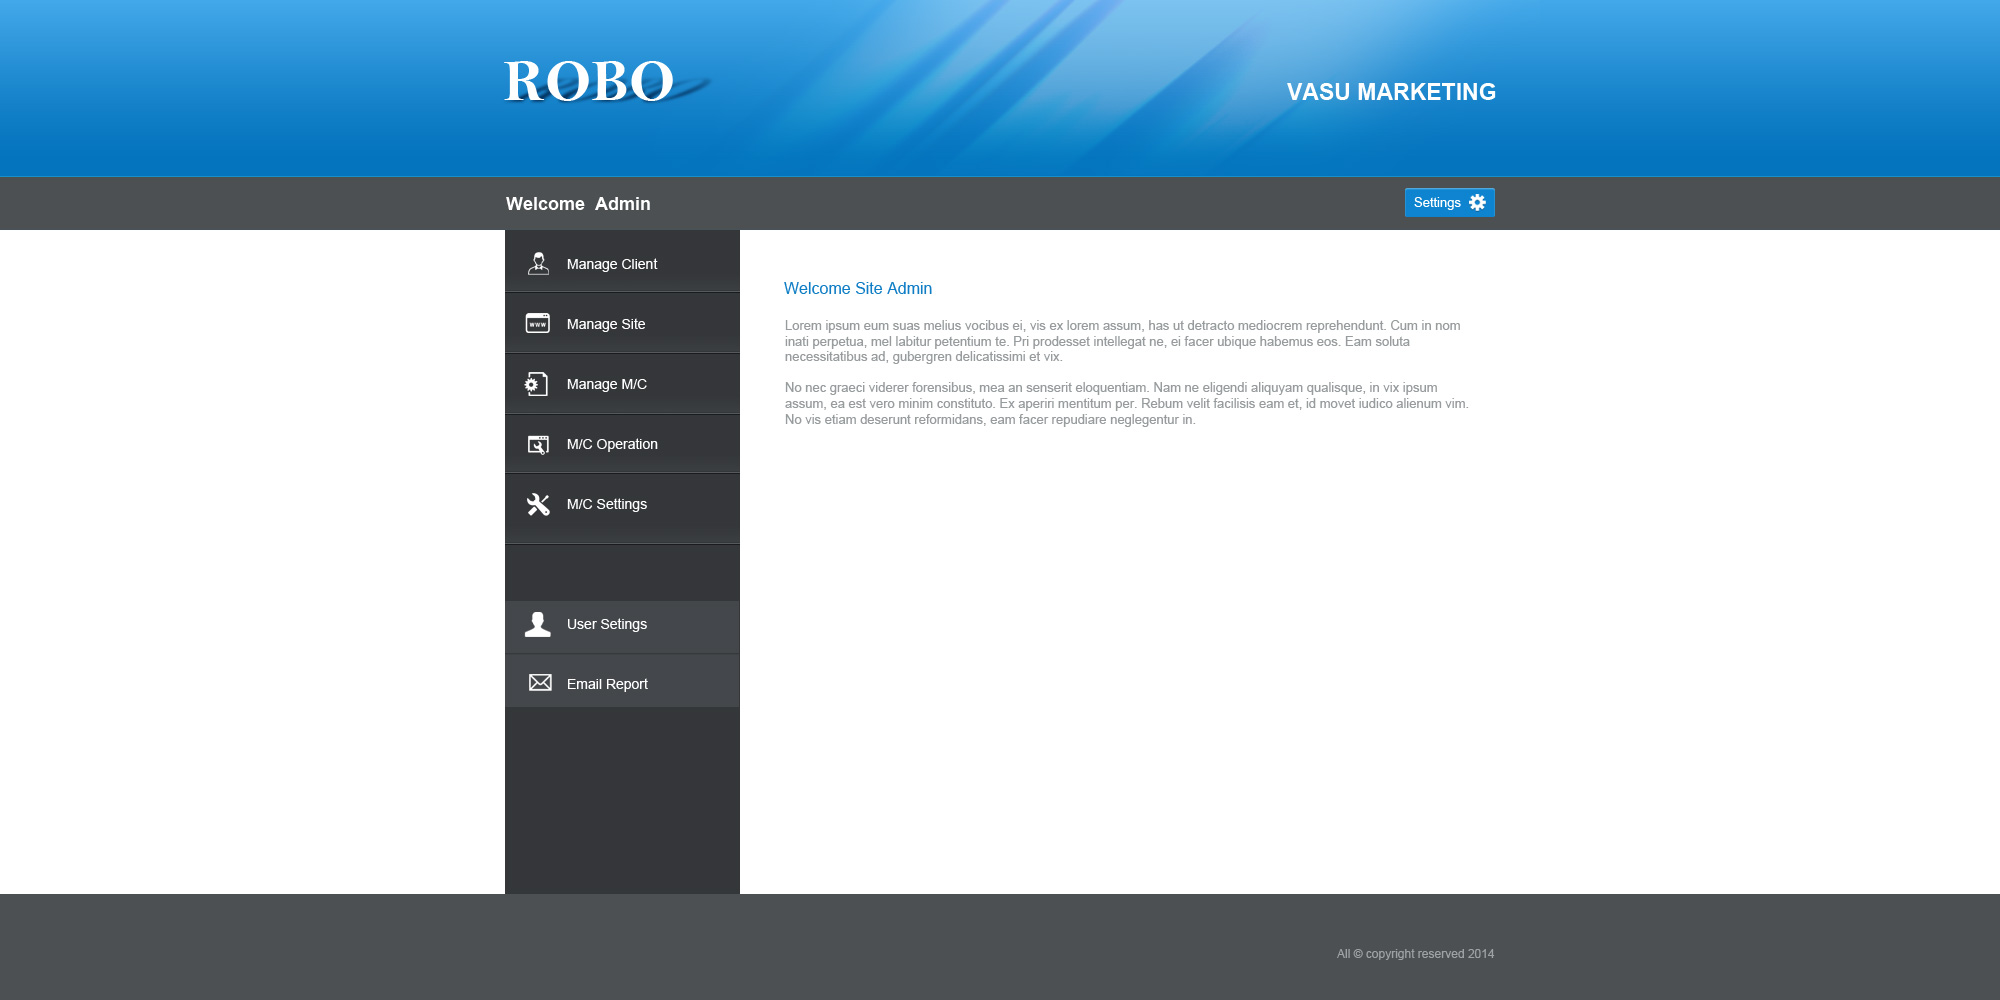 ROBO
VASU MARKETING
Welcome Admin
Settings
Manage Client
Manage Site
www
Manage M/C
M/C Operation
M/C Settings
User Setings
Email Report
Welcome Site Admin
Lorem ipsum eum suas melius vocibus ei, vis ex lorem assum, has ut detracto mediocrem reprehendunt. Cum in nom
inati perpetua, mel labitur petentium te. Pri prodesset intellegat ne, ei facer ubique habemus eos. Eam soluta
necessitatibus ad, gubergren delicatissimi et vix.
No nec graeci viderer forensibus, mea an senserit eloquentiam. Nam ne eligendi aliquyam qualisque, in vix ipsum
assum, ea est vero minim constituto. Ex aperiri mentitum per. Rebum velit facilisis eam et, id movet iudico alienum vim.
No vis etiam deserunt reformidans, eam facer repudiare neglegentur in.
All © copyright reserved 2014